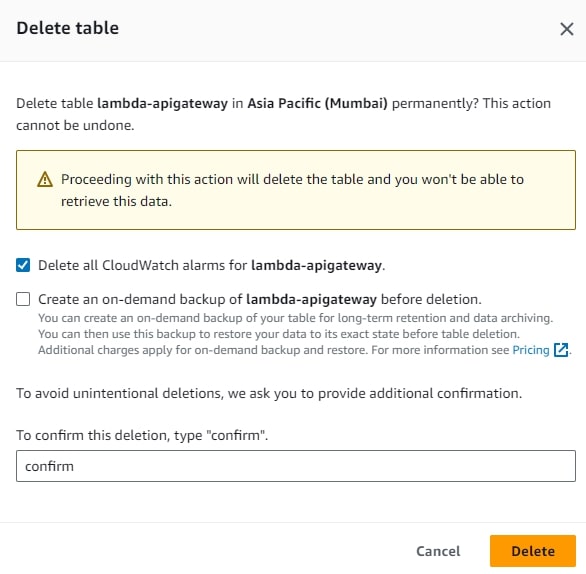 Delete table
Delete table lambda-apigateway in Asia Pacific (Mumbai) permanently? This action
cannot be undone.
Proceeding with this action will delete the table and you won't be able to
retrieve this data.
Delete all CloudWatch alarms for lambda-apigateway.
Create an on-demand backup of lambda-apigateway before deletion.
You can create an on-demand backup of your table for long-term retention and data archiving.
You can then use this backup to restore your data to its exact state before table deletion.
Additional charges apply for on-demand backup and restore. For more information see Pricing.
To avoid unintentional deletions, we ask you to provide additional confirmation.
To confirm this deletion, type "confirm".
confirm
Cancel Delete